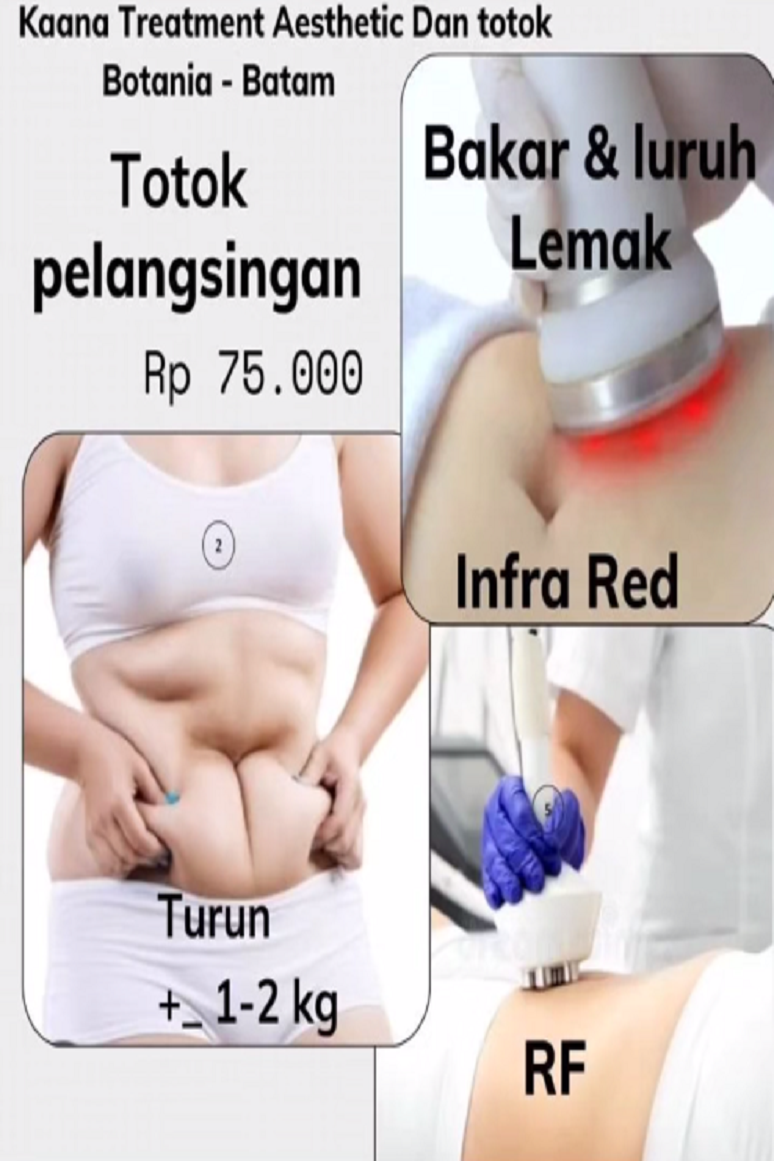 Kaana Treatment Aesthetic Dan totok
Botania - Batam
Totok
pelangsingan
Rp 75.000
Bakar & luruh
Lemak
Infra Red
2
Turun
+_ 1-2 kg
5
RF